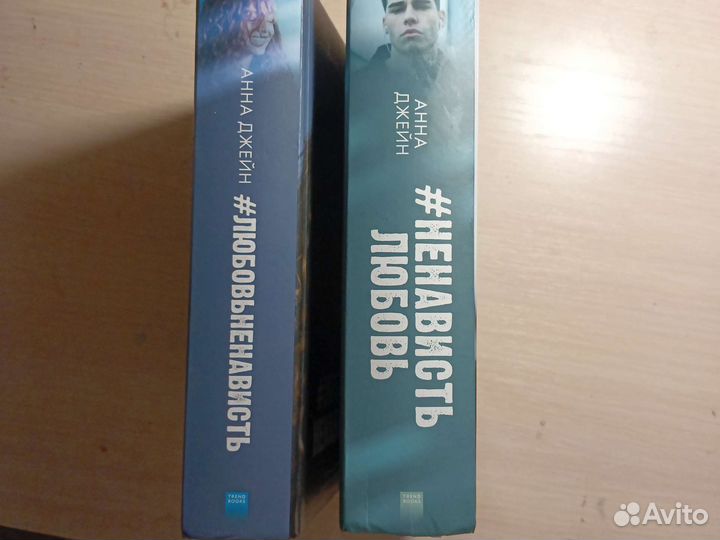 АННА ДЖЕЙН
#ЛЮБОВЬНЕНАВИСТЬ
TREND
BOOKS
АННА
ДЖЕЙН
#НЕНАВИСТЬ
ЛЮБОВЬ
TREND
BOOKS
Avito